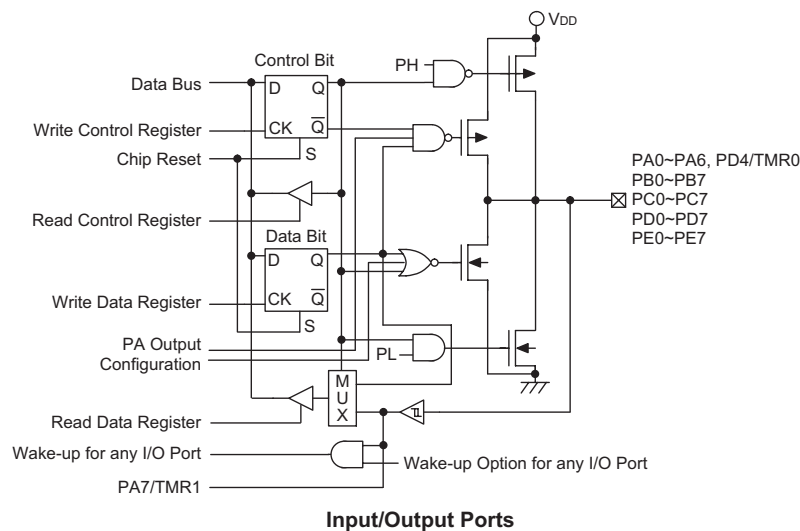 VDD
Control Bit
PH
Data Bus
D Q
Write Control Register
CK Q
Chip Reset
S
PA0~PA6, PD4/TMR0
PB0~PB7
PC0~PC7
PD0~PD7
PE0~PE7
Read Control Register
Data Bit
D Q
Write Data Register
CK Q
S
PA Output
Configuration
PL
M
U
X
Read Data Register
Wake-up for any I/O Port
Wake-up Option for any I/O Port
PA7/TMR1
Input/Output Ports